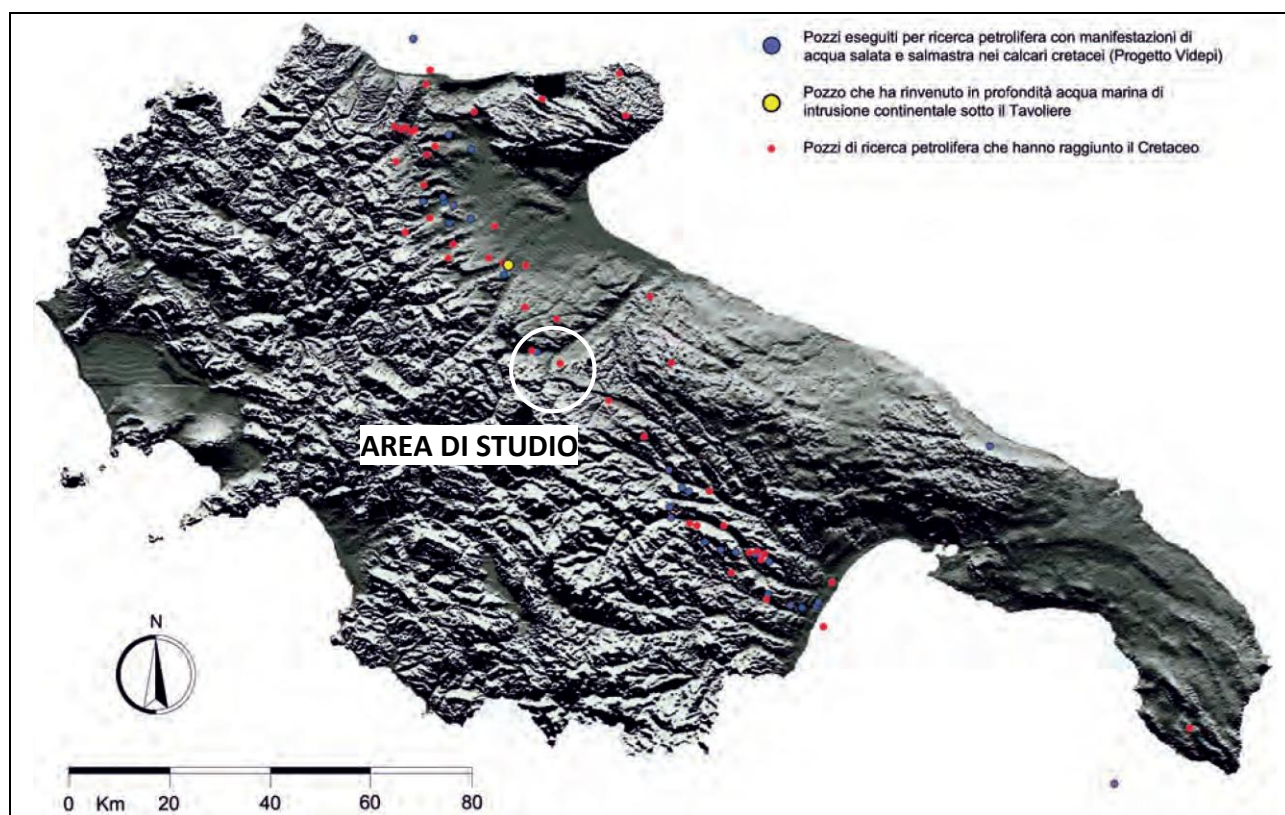 Pozzi eseguiti per ricerca petrolifera con manifestazioni di
acqua salata e salmastra nei calcari cretacei (Progetto Videpi)
Pozzo che ha rinvenuto in profondità acqua marina di
intrusione continentale sotto il Tavoliere
Pozzi di ricerca petrolifera che hanno raggiunto il Cretaceo
AREA DI STUDIO
N
0 Km 20 40 60 80